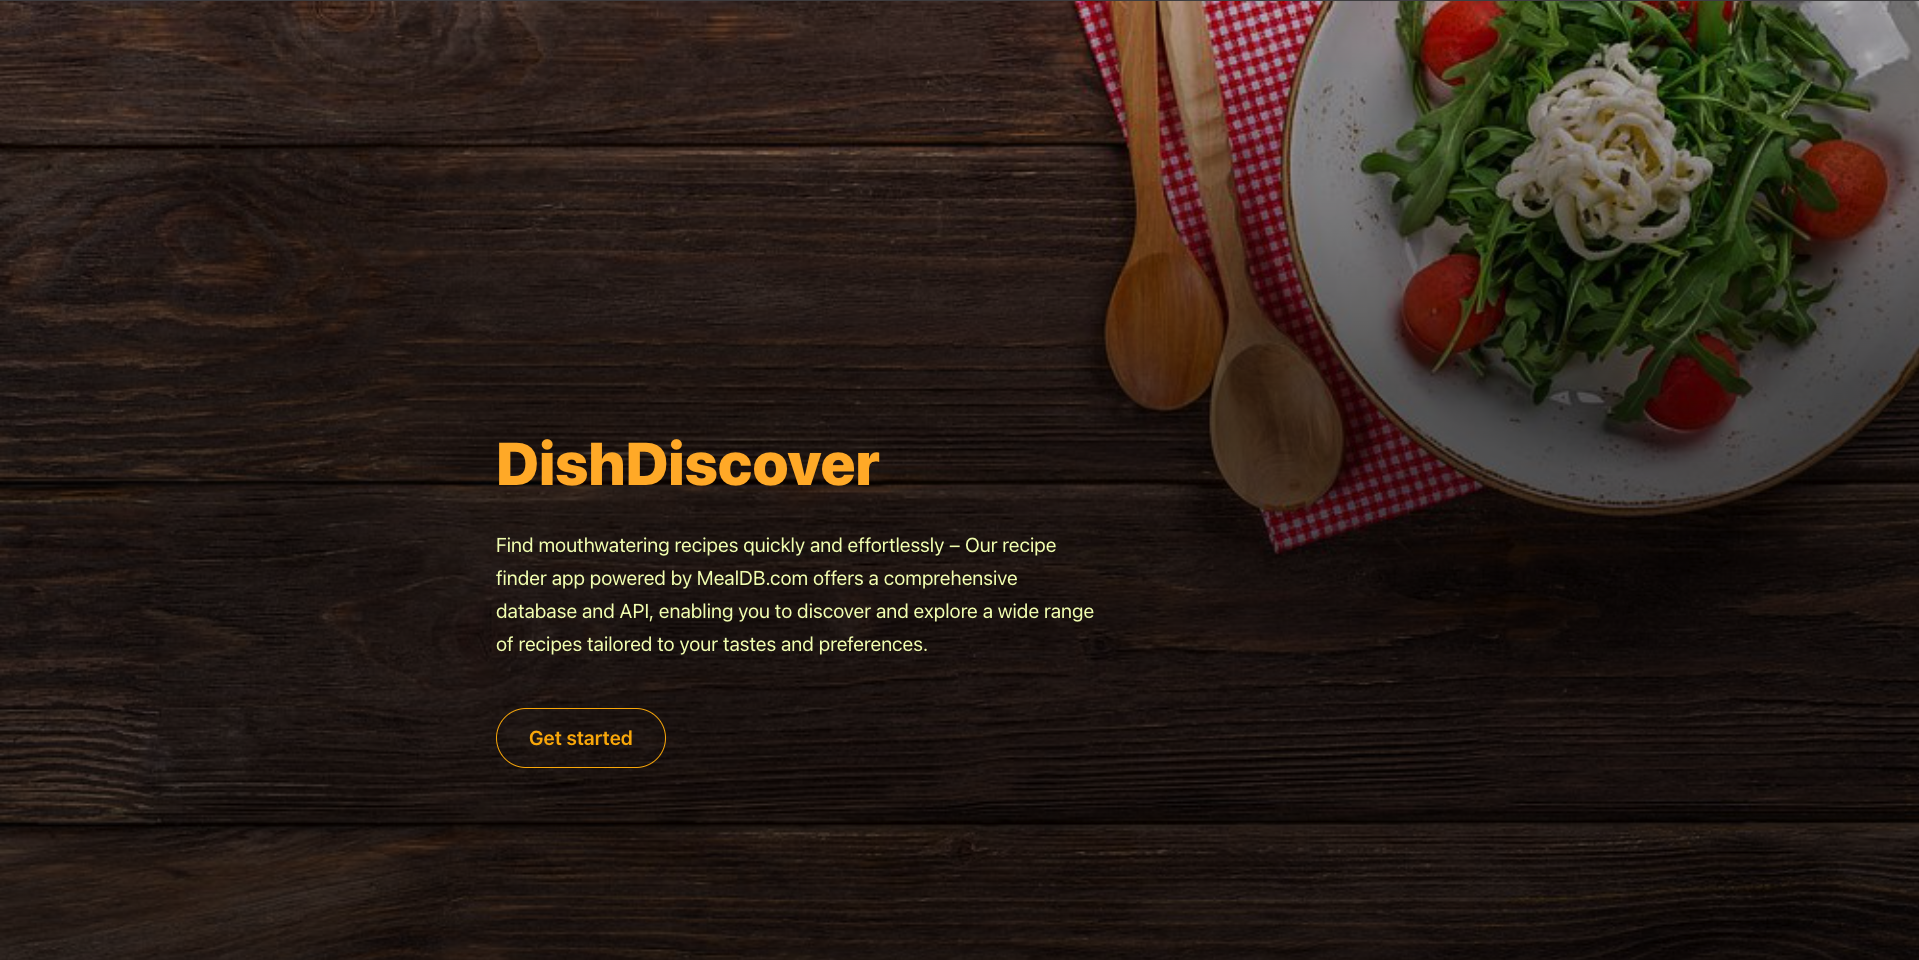 DishDiscover
Find mouthwatering recipes quickly and effortlessly – Our recipe
finder app powered by MealDB.com offers a comprehensive
database and API, enabling you to discover and explore a wide range
of recipes tailored to your tastes and preferences.
Get started